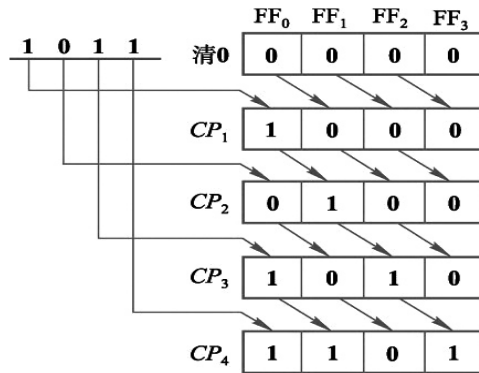 FF₀ FF₁ FF₂ FF₃
1 0 1 1
清0 0 0 0 0
CP₁ 1 0 0 0
CP₂ 0 1 0 0
CP₃ 1 0 1 0
CP₄ 1 1 0 1